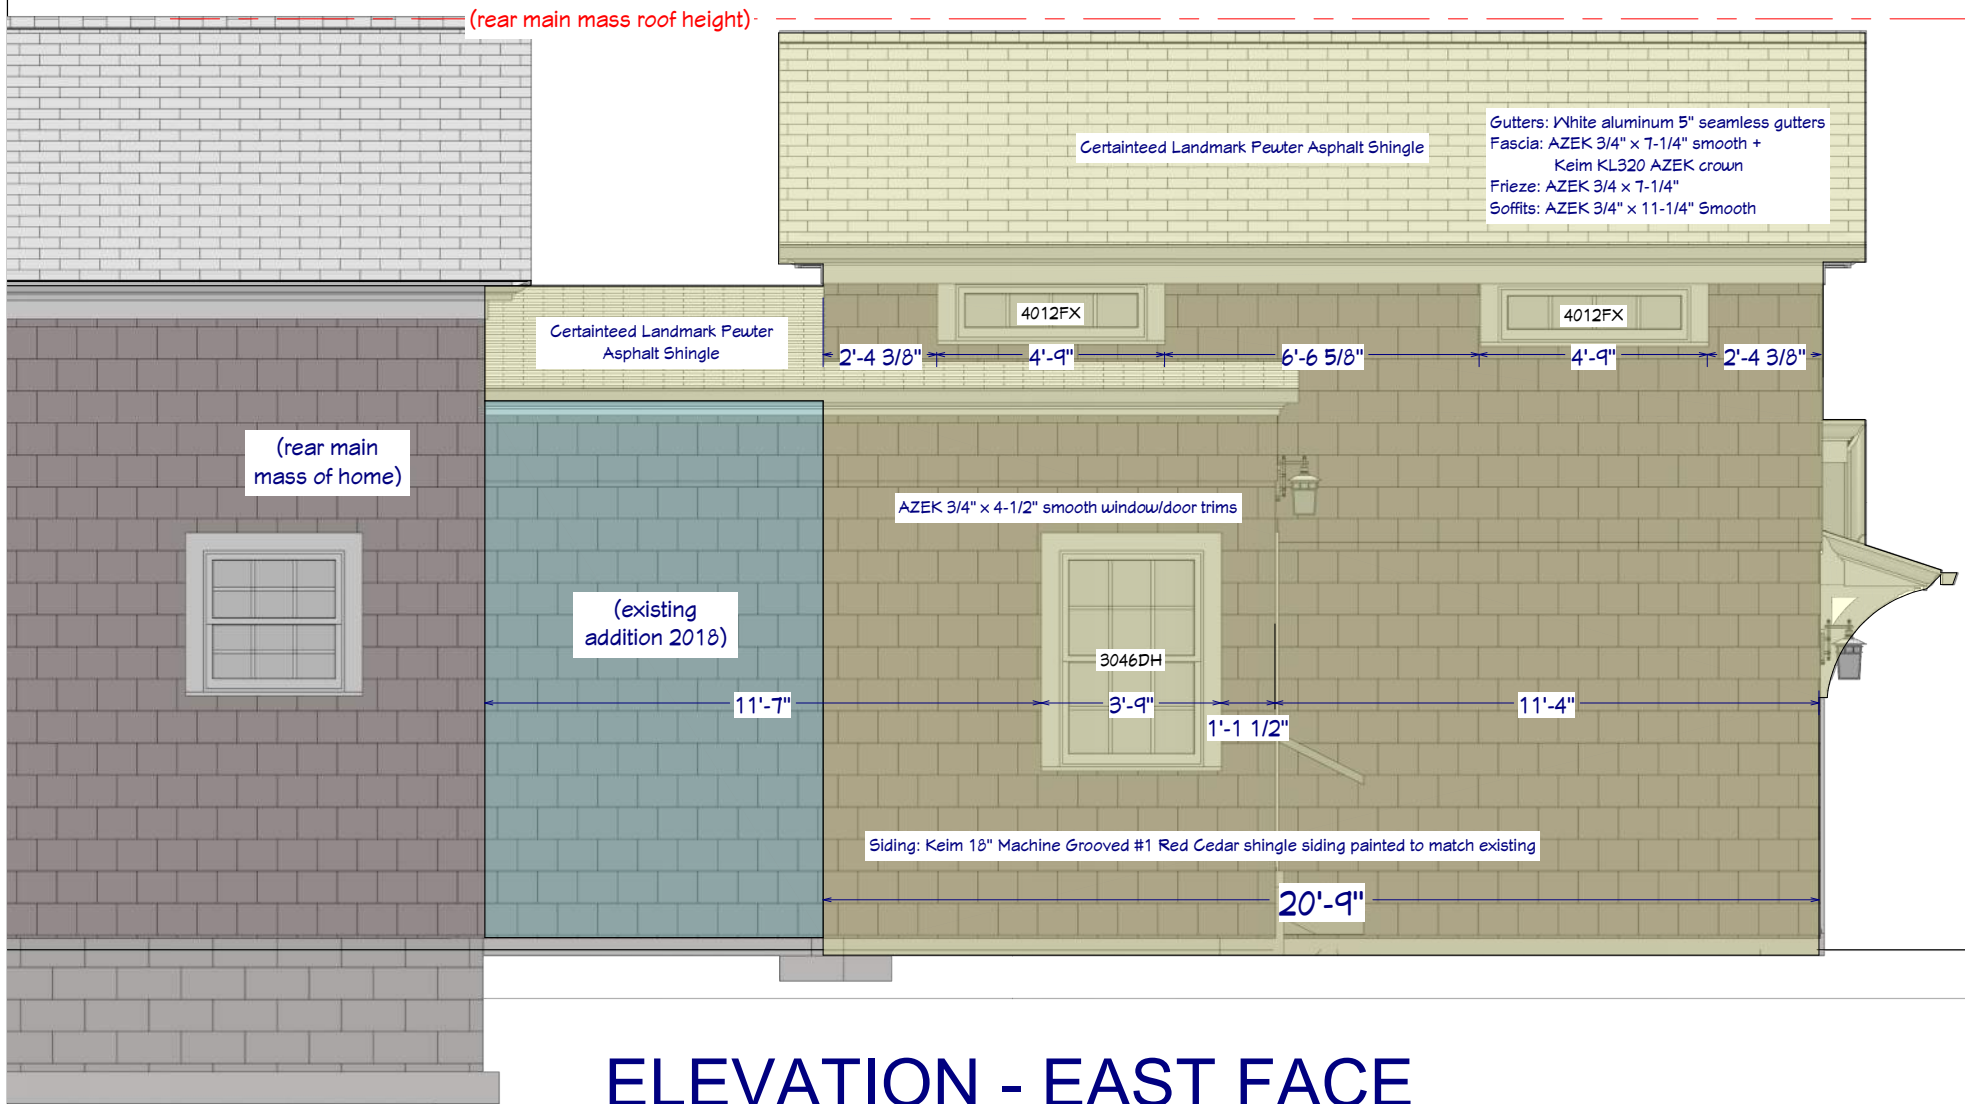 (rear main mass roof height)
Certainteed Landmark Pewter Asphalt Shingle
Gutters: White aluminum 5" seamless gutters
Fascia: AZEK 3/4" x 7-1/4" smooth +
Keim KL320 AZEK crown
Frieze: AZEK 3/4 x 7-1/4"
Soffits: AZEK 3/4" x 11-1/4" Smooth
4012FX
4012FX
Certainteed Landmark Pewter
Asphalt Shingle
2'-4 3/8"
4'-9"
6'-6 5/8"
4'-9"
2'-4 3/8"
(rear main
mass of home)
AZEK 3/4" x 4-1/2" smooth window/door trims
(existing
addition 2018)
3046DH
11'-7"
3'-9"
1'-1 1/2"
11'-4"
Siding: Keim 18" Machine Grooved #1 Red Cedar shingle siding painted to match existing
20'-9"
ELEVATION - EAST FACE